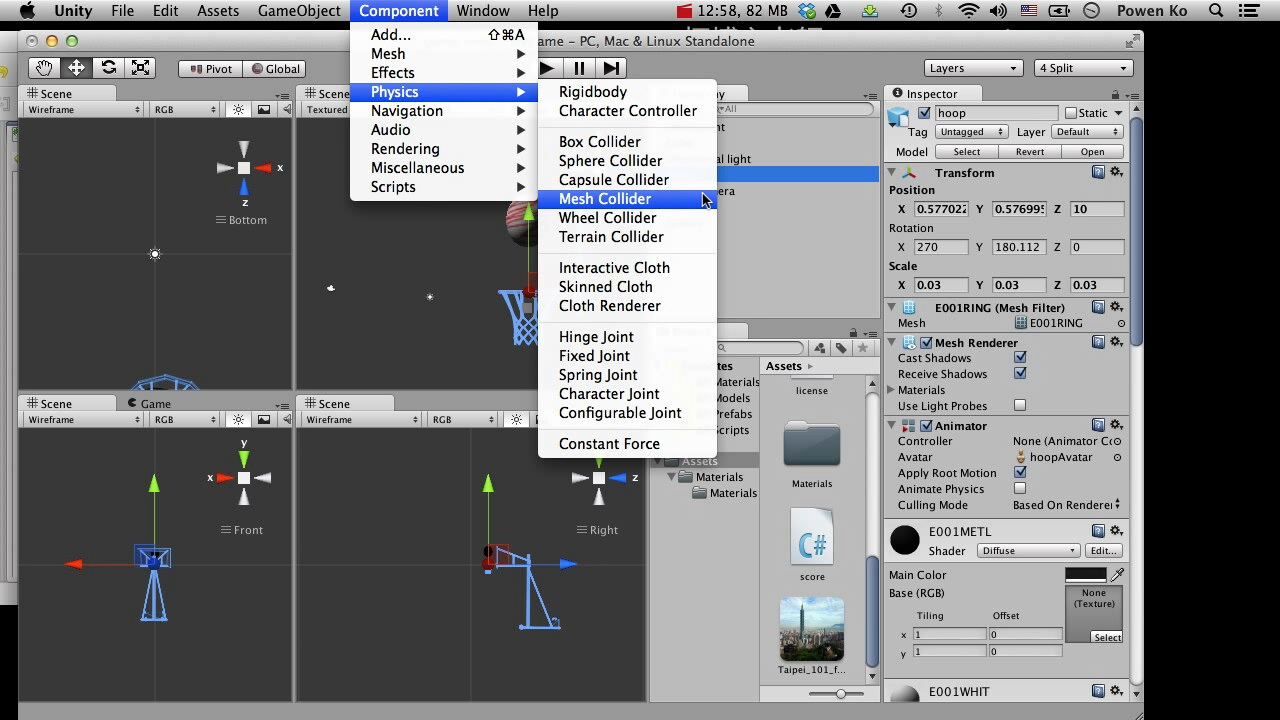 Unity File Edit Assets GameObject Component Window Help 12:58, 82 MB Powen Ko
Game – PC, Mac & Linux Standalone
Pivot Global
Layers 4 Split
Add... ⇧⌘A
Mesh
Effects
Physics
Navigation
Audio
Rendering
Miscellaneous
Scripts
Rigidbody
Character Controller
Box Collider
Sphere Collider
Capsule Collider
Mesh Collider
Wheel Collider
Terrain Collider
Interactive Cloth
Skinned Cloth
Cloth Renderer
Hinge Joint
Fixed Joint
Spring Joint
Character Joint
Configurable Joint
Constant Force
Scene
Wireframe RGB
z x
Bottom
Scene
Textured
All
Scene Game
Wireframe RGB
y
x
Front
Scene
Wireframe RGB
z
Right
Materials
Models
Prefabs
Scripts
Assets
Materials
Materials
Assets
license
Materials
C#
score
Taipei_101_f...
Inspector
hoop Static
Tag Untagged Layer Default
Model Select Revert Open
Transform
Position
X 0.577022 Y 0.576995 Z 10
Rotation
X 270 Y 180.112 Z 0
Scale
X 0.03 Y 0.03 Z 0.03
E001RING (Mesh Filter)
Mesh E001RING
Mesh Renderer
Cast Shadows
Receive Shadows
Materials
Use Light Probes
Animator
Controller None (Animator Co
Avatar hoopAvatar
Apply Root Motion
Animate Physics
Culling Mode Based On Renderer
E001METL
Shader Diffuse Edit...
Main Color
Base (RGB) None
(Texture)
Tiling Offset
x 1 0
y 1 0
Select
E001WHIT